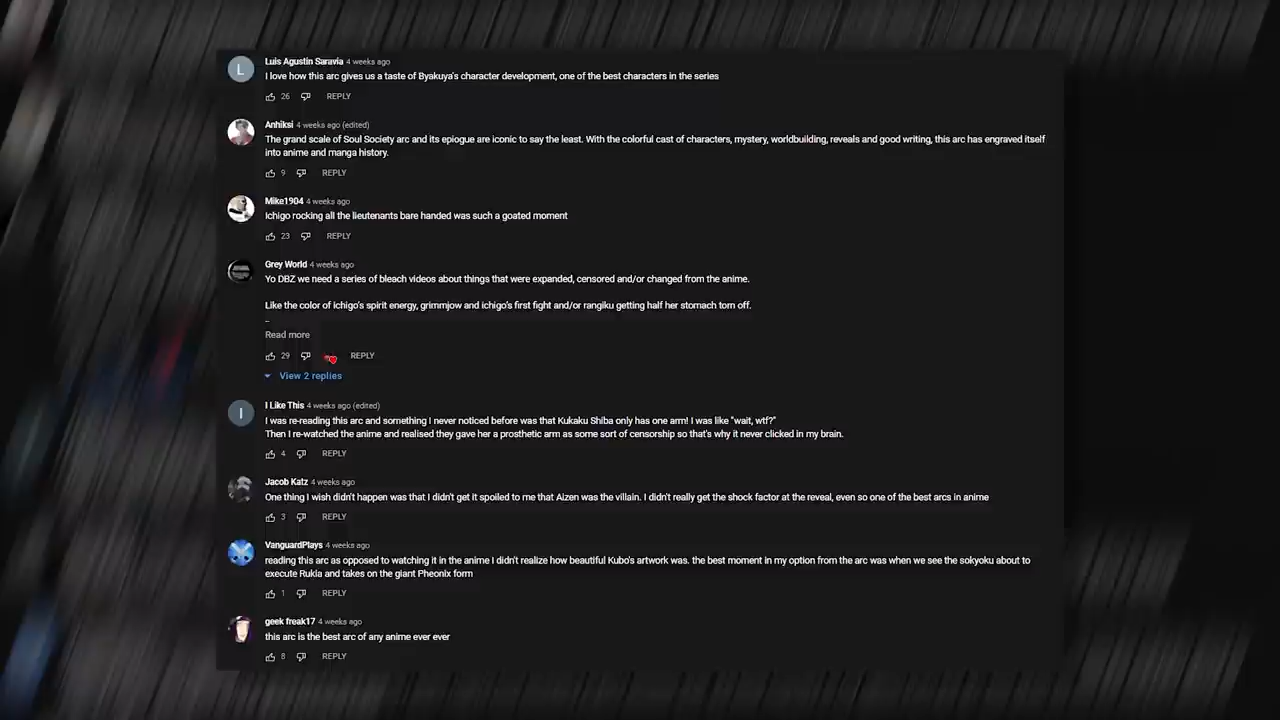 L
Luis Agustin Saravia 4 weeks ago
I love how this arc gives us a taste of Byakuya's character development, one of the best characters in the series
26 REPLY
Anhiksi 4 weeks ago (edited)
The grand scale of Soul Society arc and its epiogue are iconic to say the least. With the colorful cast of characters, mystery, worldbuilding, reveals and good writing, this arc has engraved itself
into anime and manga history.
9 REPLY
Mike1904 4 weeks ago
Ichigo rocking all the lieutenants bare handed was such a goated moment
23 REPLY
Grey World 4 weeks ago
Yo DBZ we need a series of bleach videos about things that were expanded, censored and/or changed from the anime.
Like the color of ichigo's spirit energy, grimmjow and ichigo's first fight and/or rangiku getting half her stomach torn off.
_
Read more
29 REPLY
View 2 replies
I
I Like This 4 weeks ago (edited)
I was re-reading this arc and somtehing I never noticed before was that Kukaku Shiba only has one arm! I was like "wait, wtf?"
Then I re-watched the anime and realised they gave her a prosthetic arm as some sort of censorship so that's why it never clicked in my brain.
4 REPLY
Jacob Katz 4 weeks ago
One thing I wish didn't happen was that I didn't get it spoiled to me that Aizen was the villain. I didn't really get the shock factor at the reveal, even so one of the best arcs in anime
3 REPLY
VanguardPlays 4 weeks ago
reading this arc as opposed to watching it in the anime I didn't realize how beautiful Kubo's artwork was. the best moment in my option from the arc was when we see the sokyoku about to
execute Rukia and takes on the giant Pheonix form
1 REPLY
geek freak17 4 weeks ago
this arc is the best arc of any anime ever ever
8 REPLY